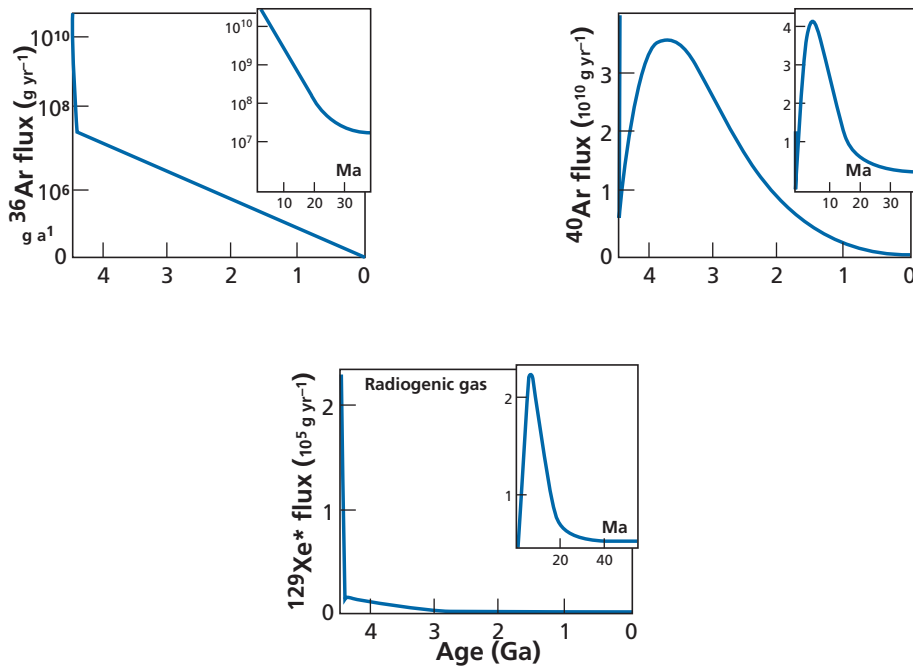 ³⁶Ar flux (g yr⁻¹)
g a¹
10¹⁰
10⁸
10⁶
0
4 3 2 1 0
10¹⁰
10⁹
10⁸
10⁷
Ma
10 20 30
⁴⁰Ar flux (10¹⁰ g yr⁻¹)
3
2
1
0
4 3 2 1 0
4
3
2
1
Ma
10 20 30
¹²⁹Xe* flux (10⁵ g yr⁻¹)
Radiogenic gas
2
1
0
4 3 2 1 0
2
1
Ma
20 40
Age (Ga)